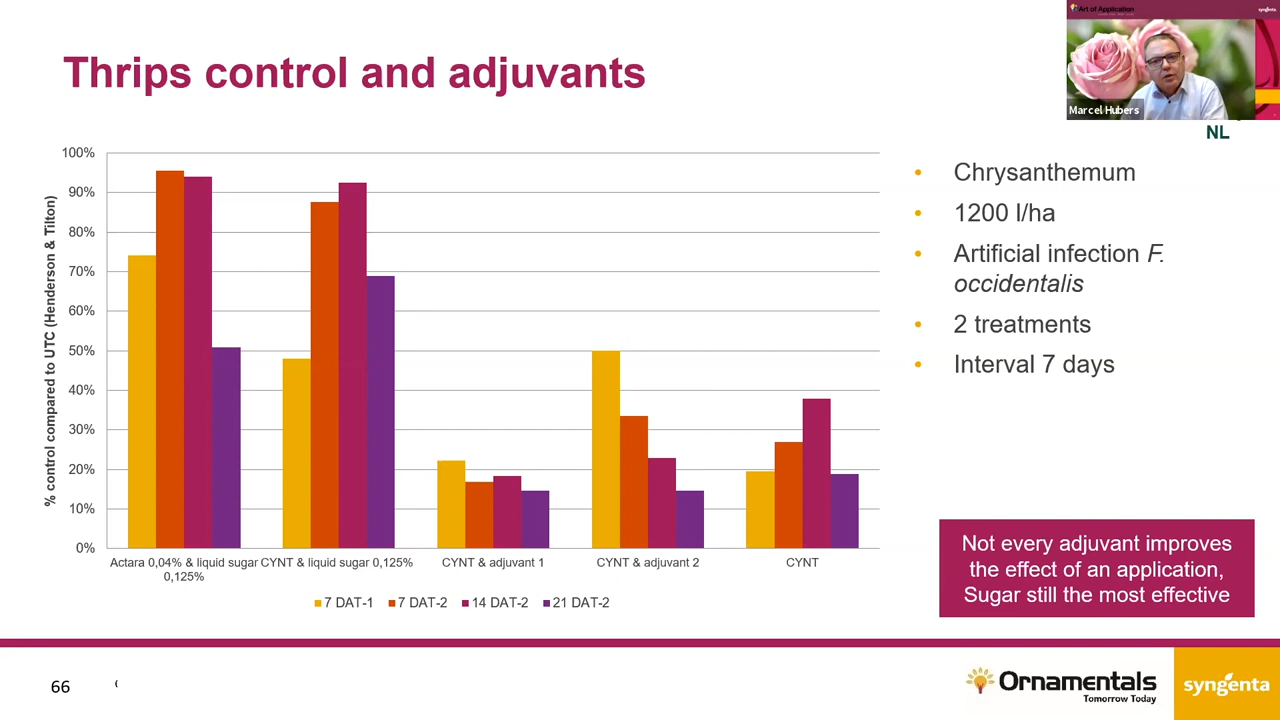 Thrips control and adjuvants
Art of Application
syngenta
Marcel Hubers
NL
% control compared to UTC (Henderson & Tilton)
100%
90%
80%
70%
60%
50%
40%
30%
20%
10%
0%
Actara 0,04% & liquid sugar
0,125%
CYNT & liquid sugar 0,125%
CYNT & adjuvant 1
CYNT & adjuvant 2
CYNT
7 DAT-1
7 DAT-2
14 DAT-2
21 DAT-2
• Chrysanthemum
• 1200 l/ha
• Artificial infection F.
occidentalis
• 2 treatments
• Interval 7 days
Not every adjuvant improves
the effect of an application,
Sugar still the most effective
66
Ornamentals
Tomorrow Today
syngenta